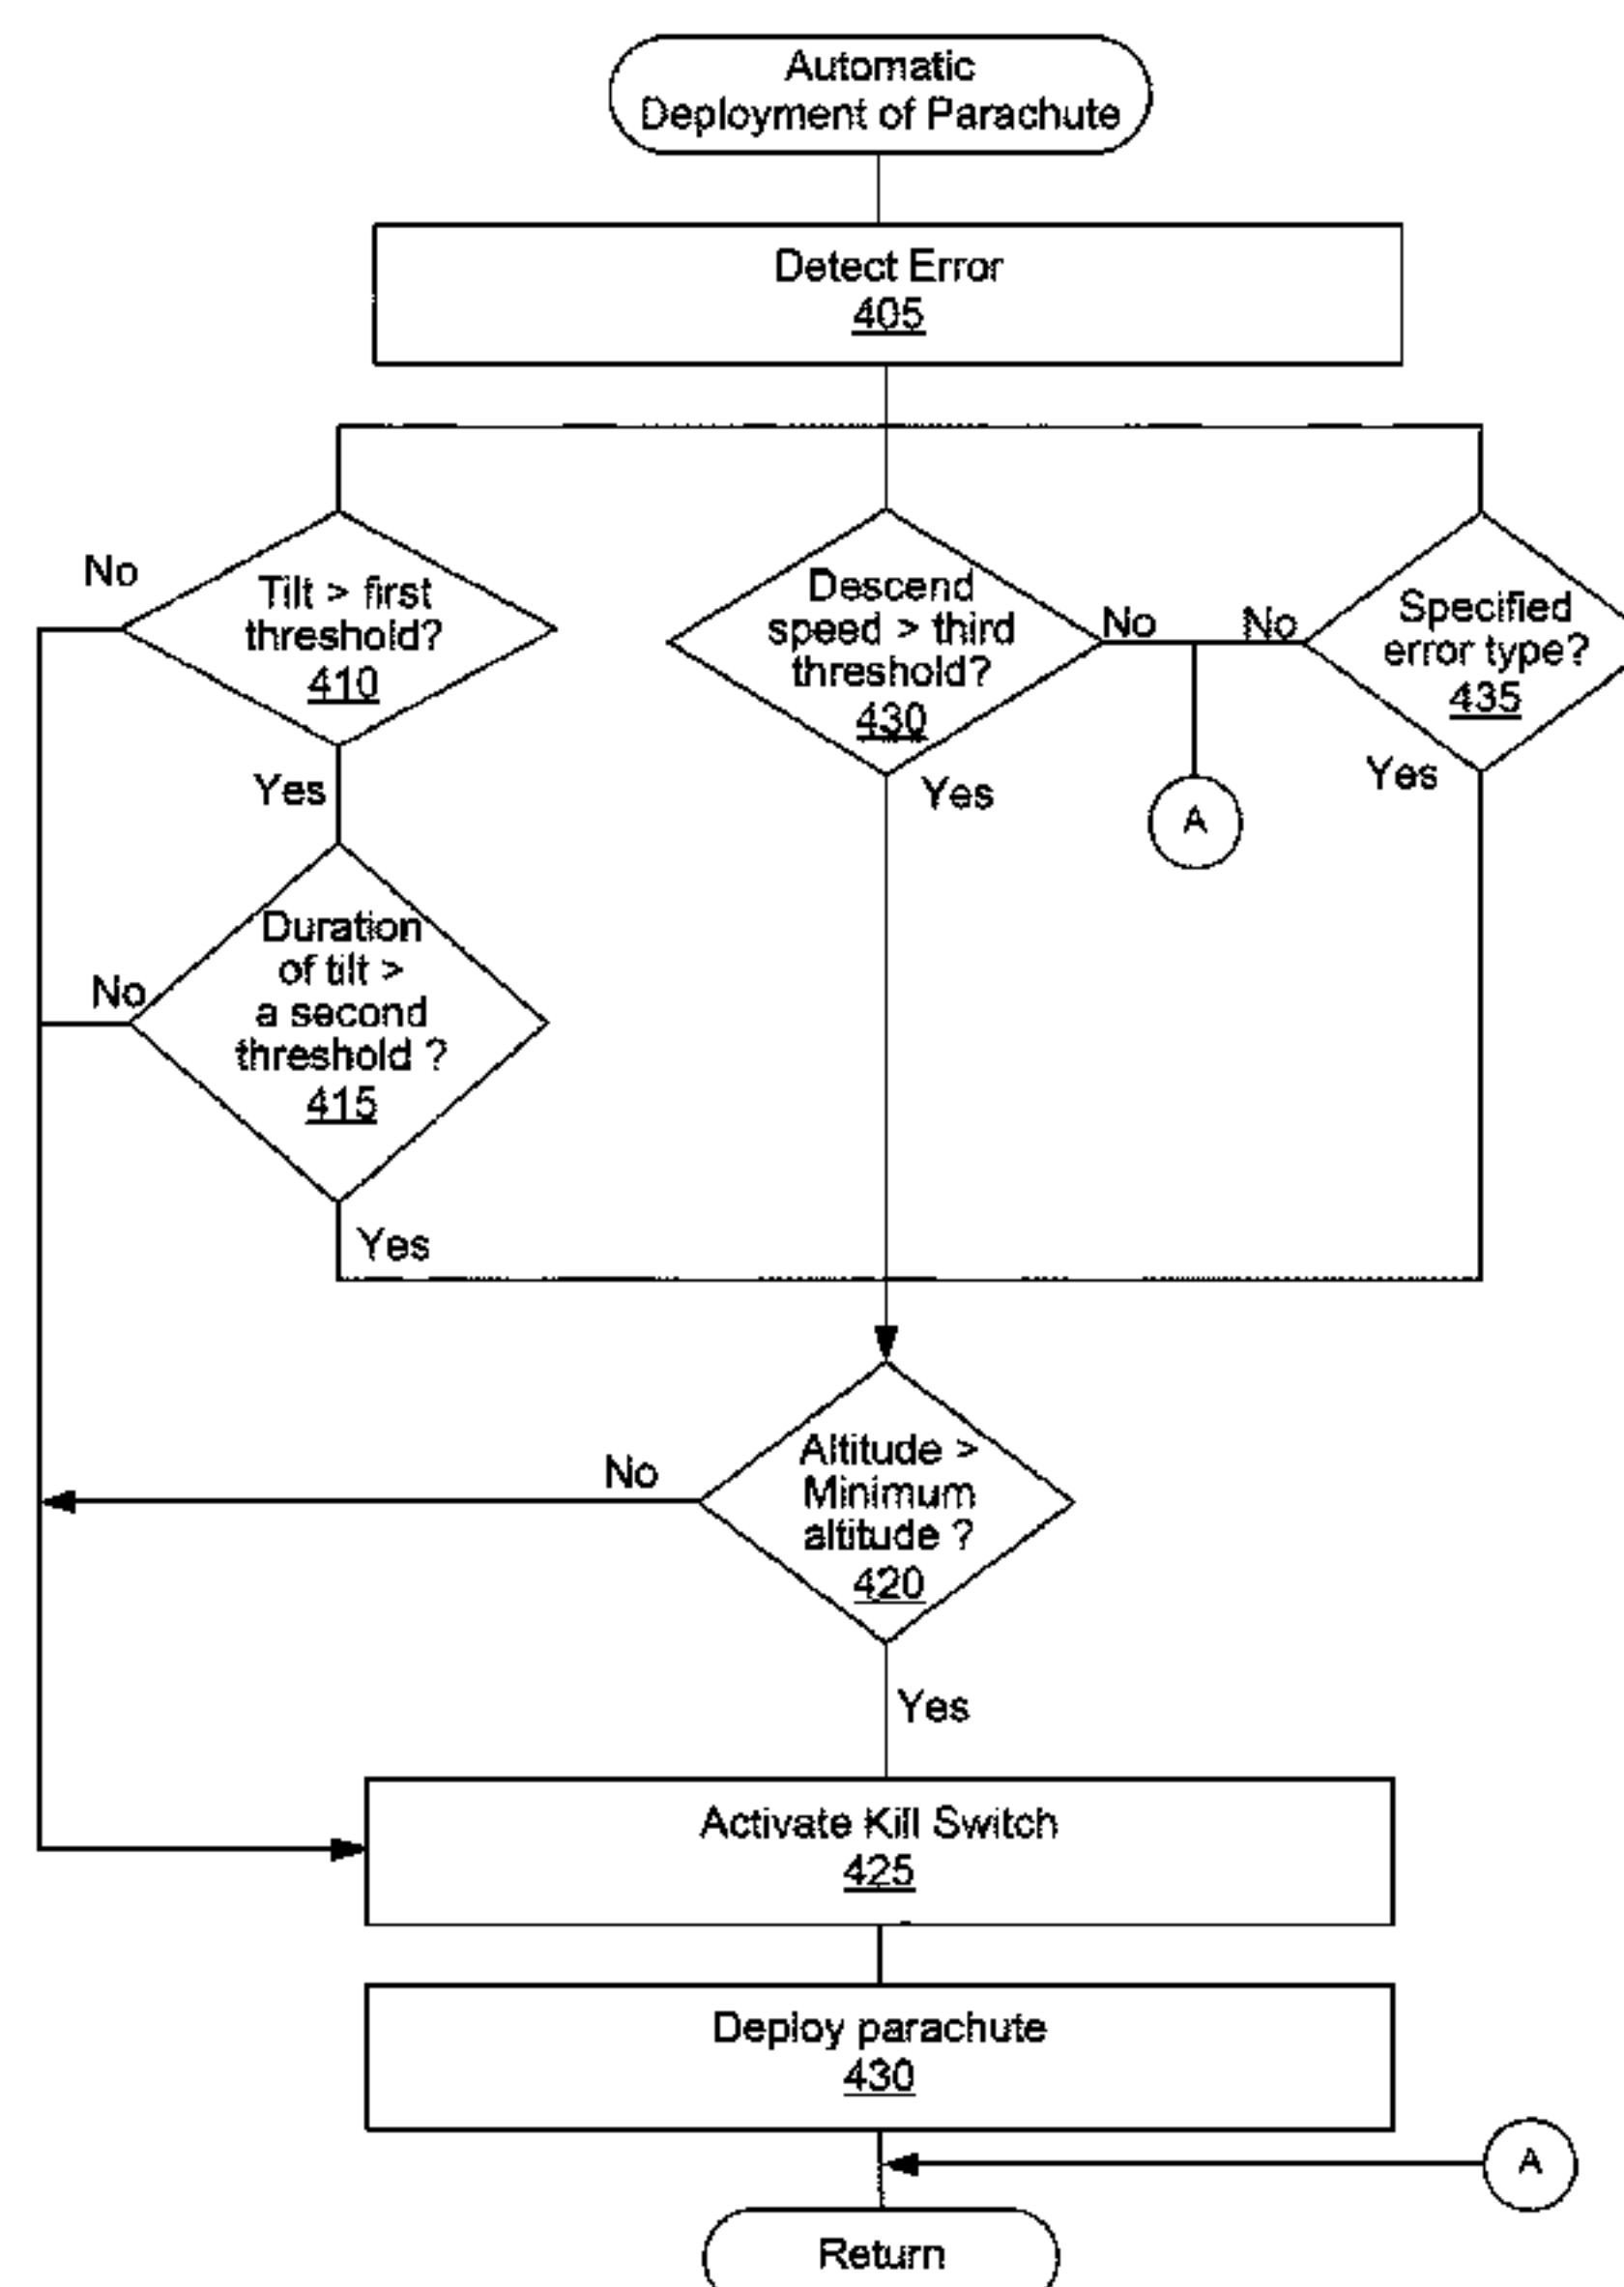 Automatic
Deployment of Parachute
Detect Error
405
No
Tilt > first
threshold?
410
Yes
Descend
speed > third
threshold?
430
No
Yes
No
Specified
error type?
435
Yes
A
Duration
of tilt >
a second
threshold ?
415
No
Yes
Altitude >
Minimum
altitude ?
420
No
Yes
Activate Kill Switch
425
Deploy parachute
430
A
Return